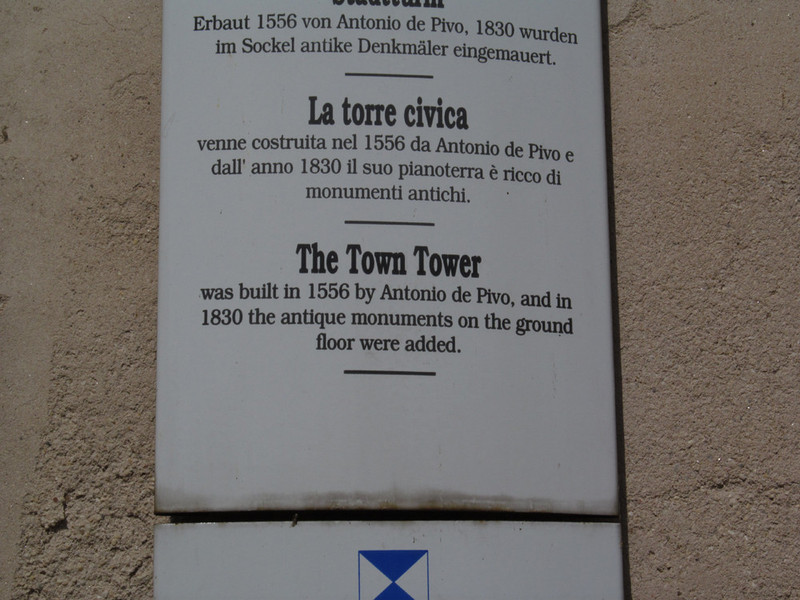 Stadtturm
Erbaut 1556 von Antonio de Pivo, 1830 wurden
im Sockel antike Denkmäler eingemauert.
La torre civica
venne costruita nel 1556 da Antonio de Pivo e
dall' anno 1830 il suo pianoterra è ricco di
monumenti antichi.
The Town Tower
was built in 1556 by Antonio de Pivo, and in
1830 the antique monuments on the ground
floor were added.